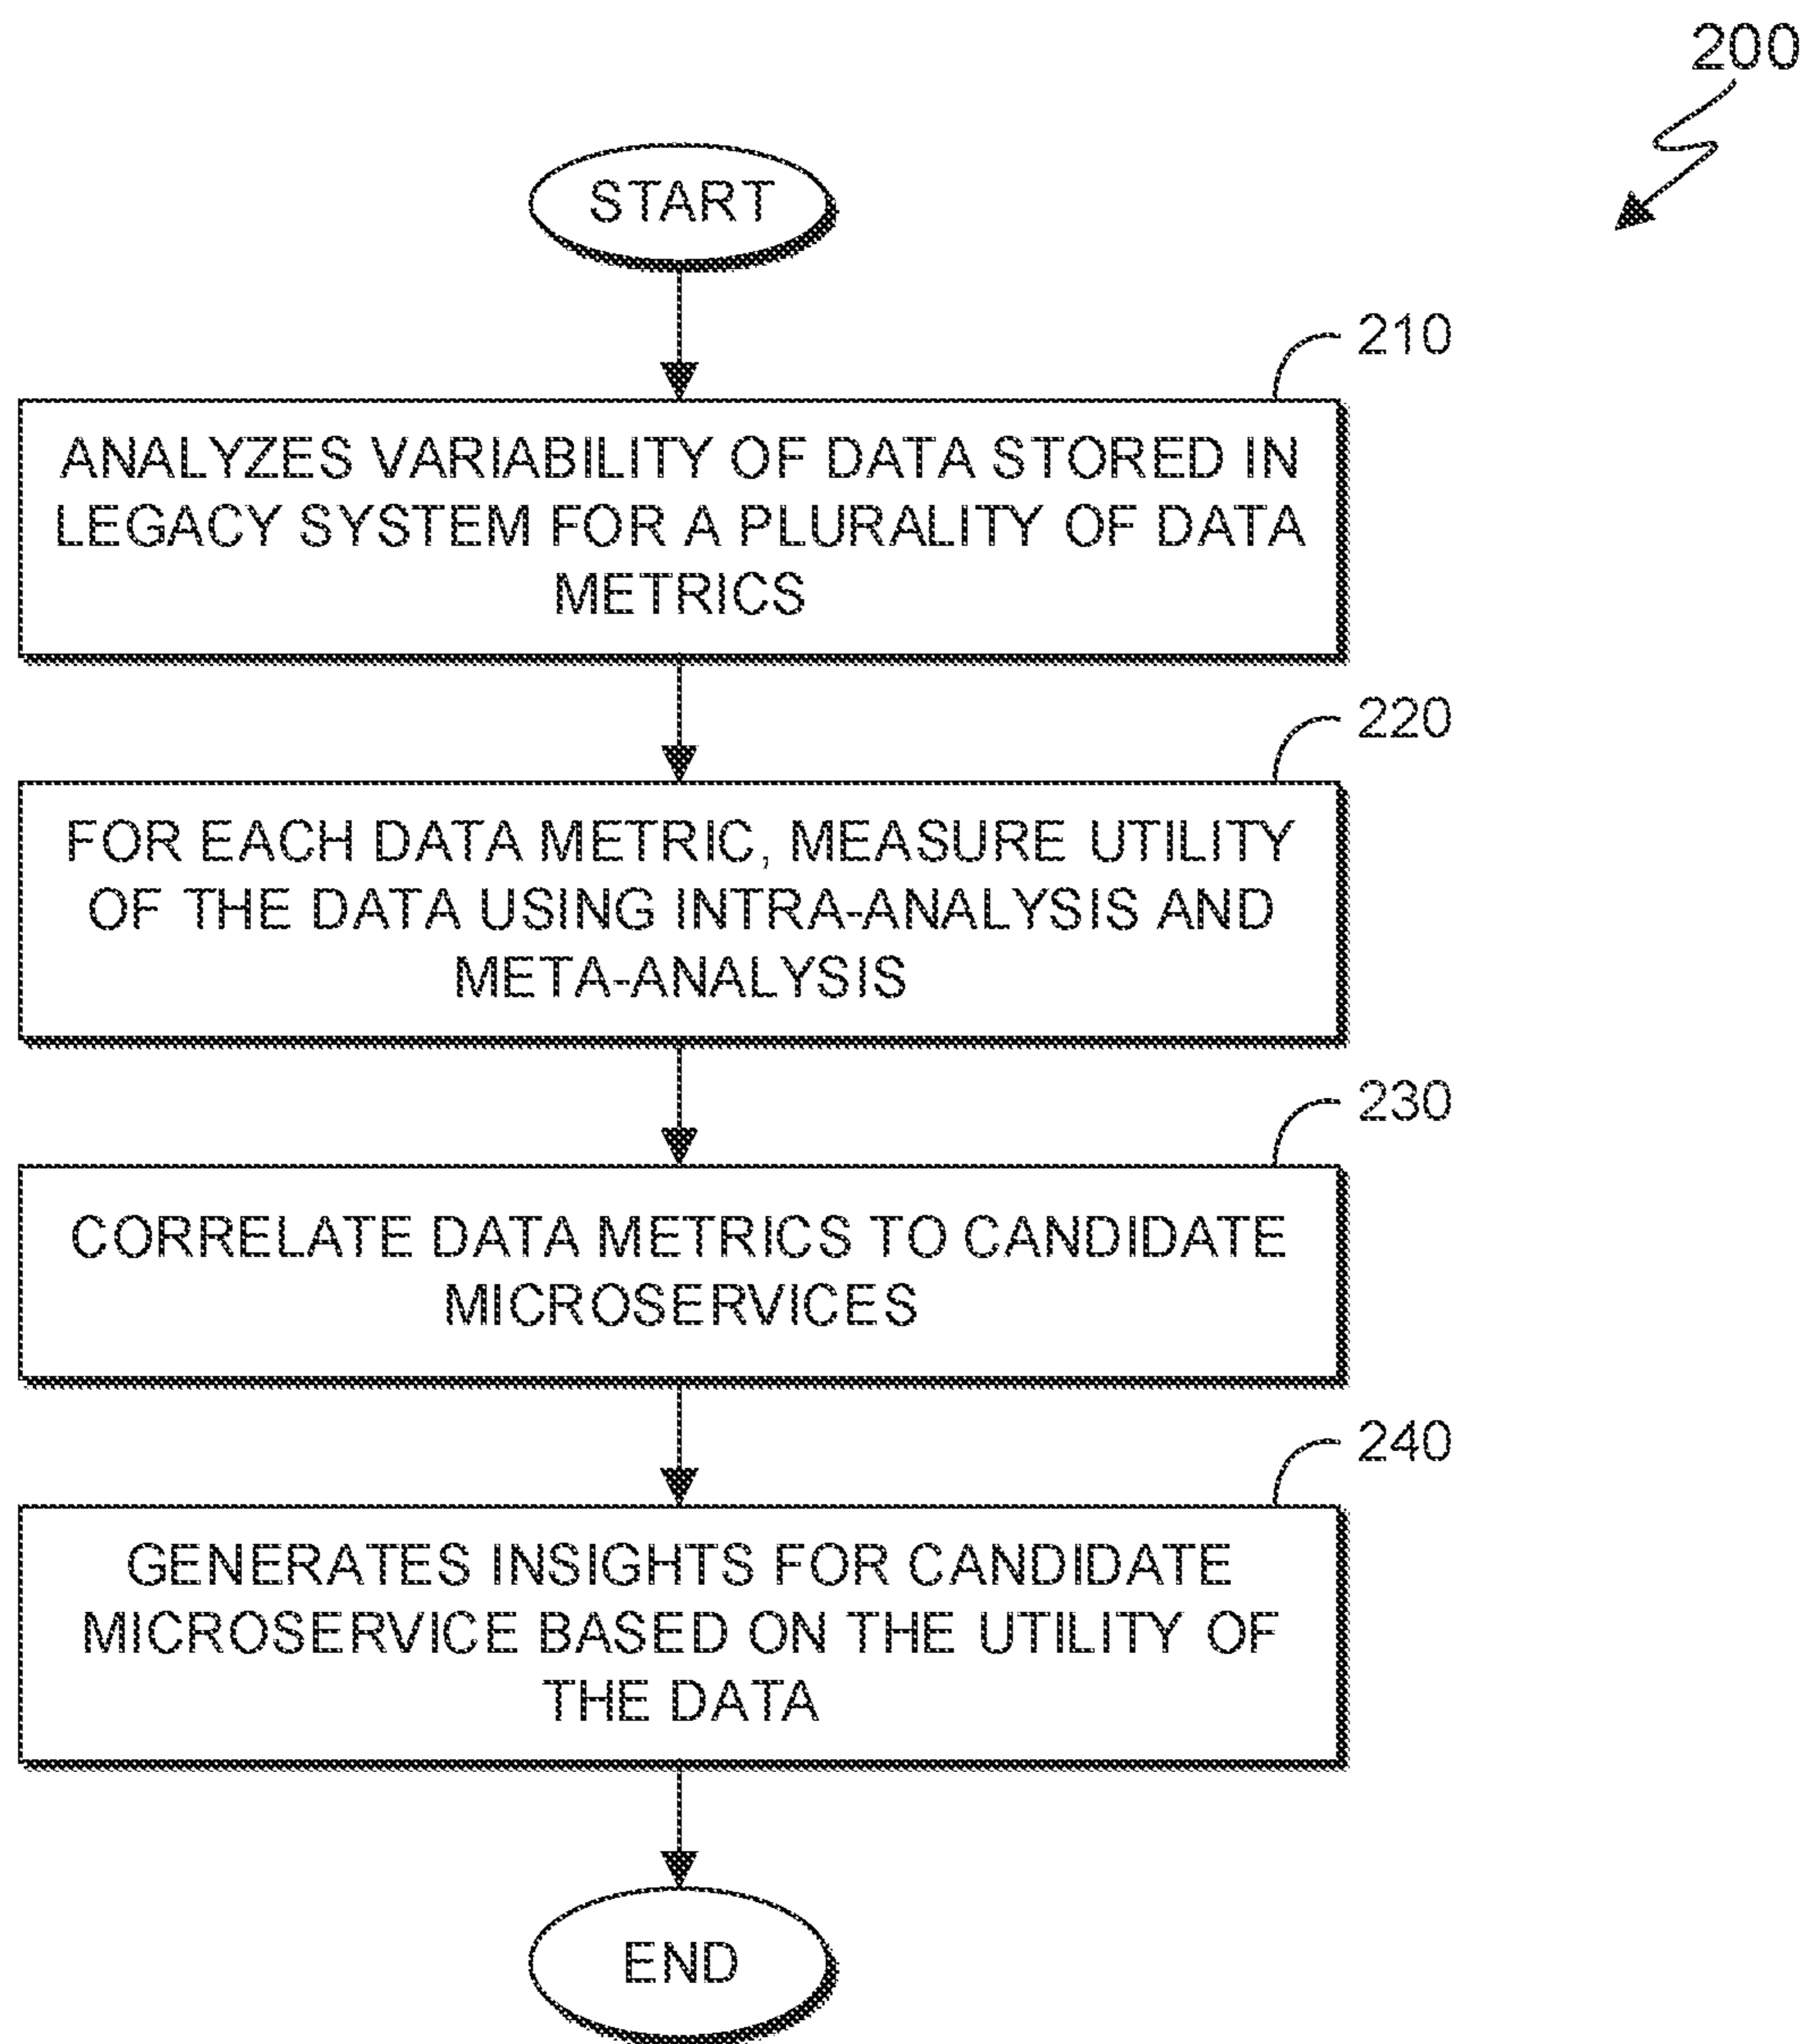 200
START
210
ANALYZES VARIABILITY OF DATA STORED IN
LEGACY SYSTEM FOR A PLURALITY OF DATA
METRICS
220
FOR EACH DATA METRIC, MEASURE UTILITY
OF THE DATA USING INTRA-ANALYSIS AND
META-ANALYSIS
230
CORRELATE DATA METRICS TO CANDIDATE
MICROSERVICES
240
GENERATES INSIGHTS FOR CANDIDATE
MICROSERVICE BASED ON THE UTILITY OF
THE DATA
END